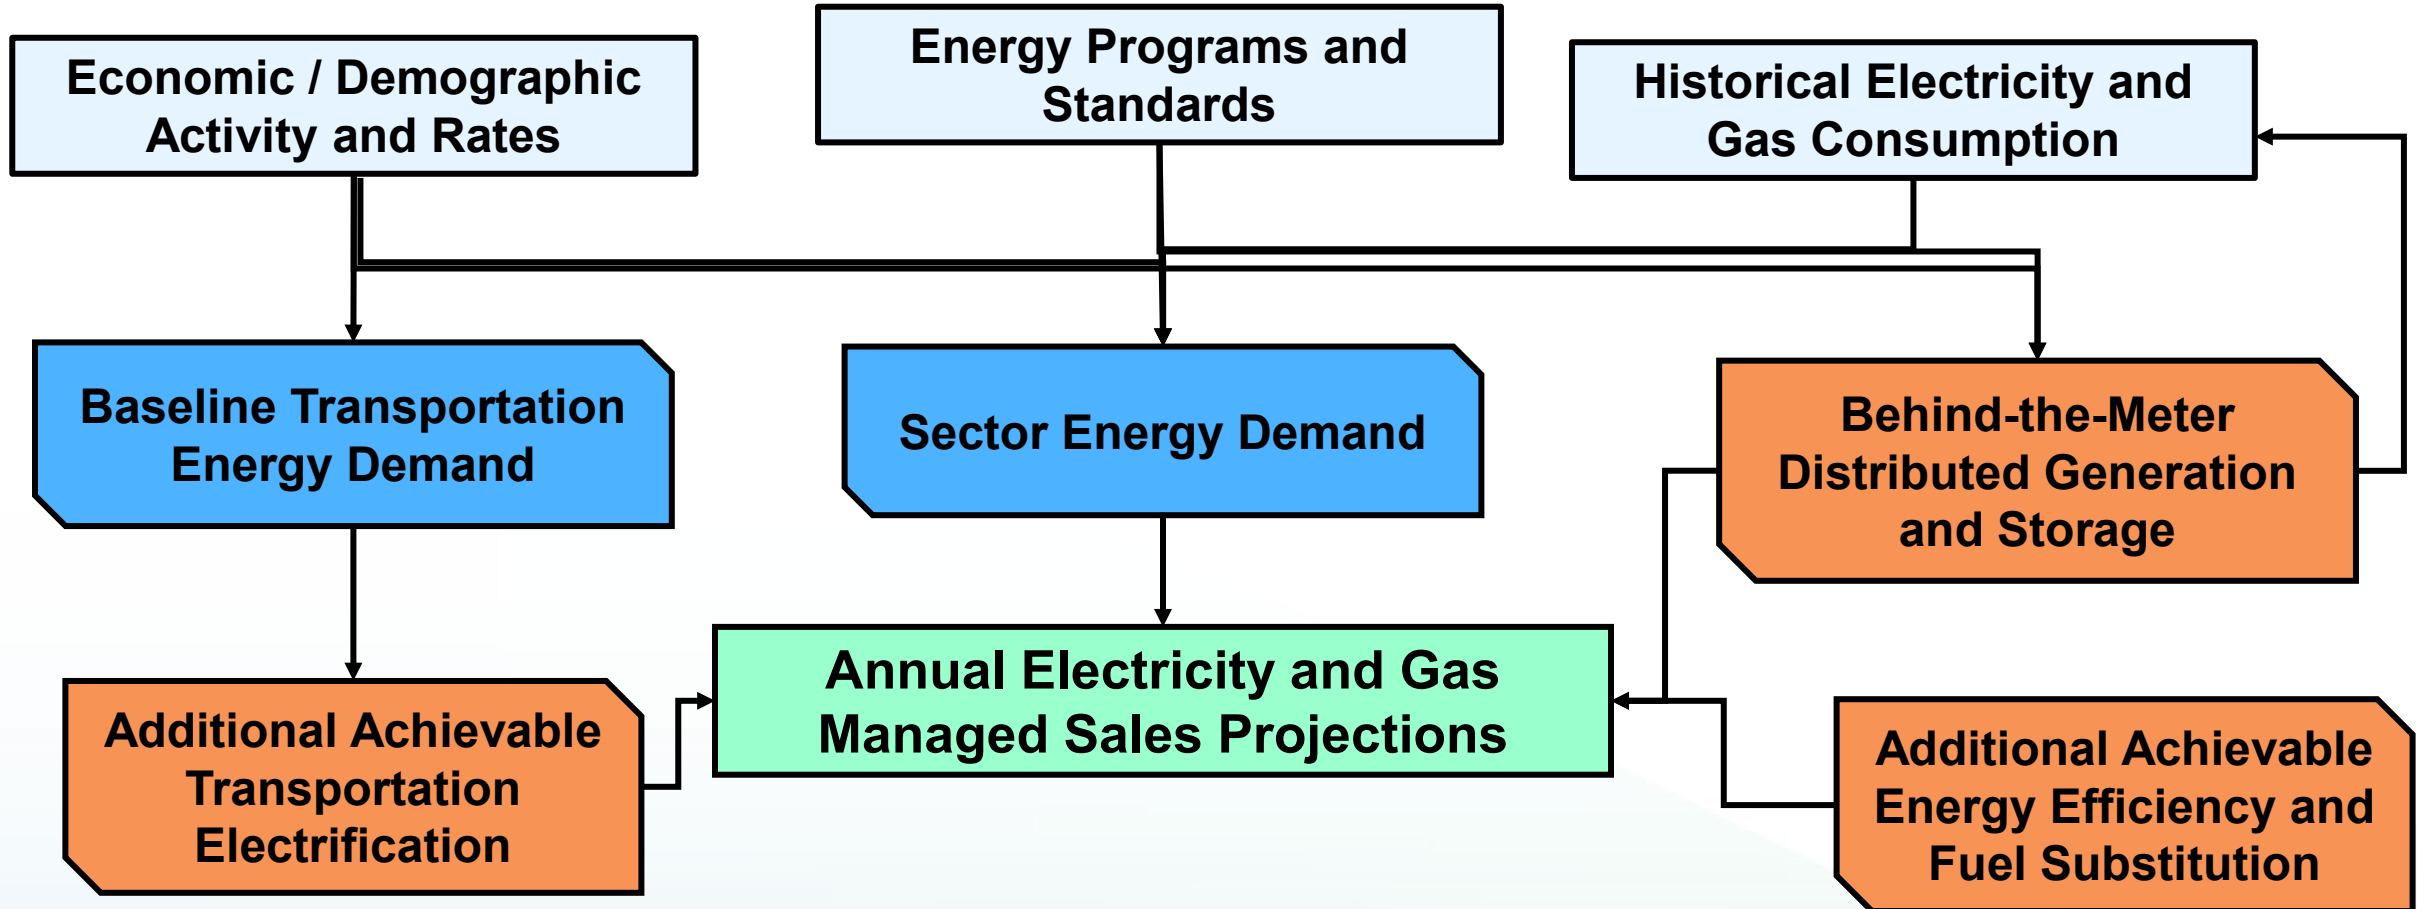 Economic / Demographic
Activity and Rates
Energy Programs and
Standards
Historical Electricity and
Gas Consumption
Baseline Transportation
Energy Demand
Sector Energy Demand
Behind-the-Meter
Distributed Generation
and Storage
Additional Achievable
Transportation
Electrification
Annual Electricity and Gas
Managed Sales Projections
Additional Achievable
Energy Efficiency and
Fuel Substitution